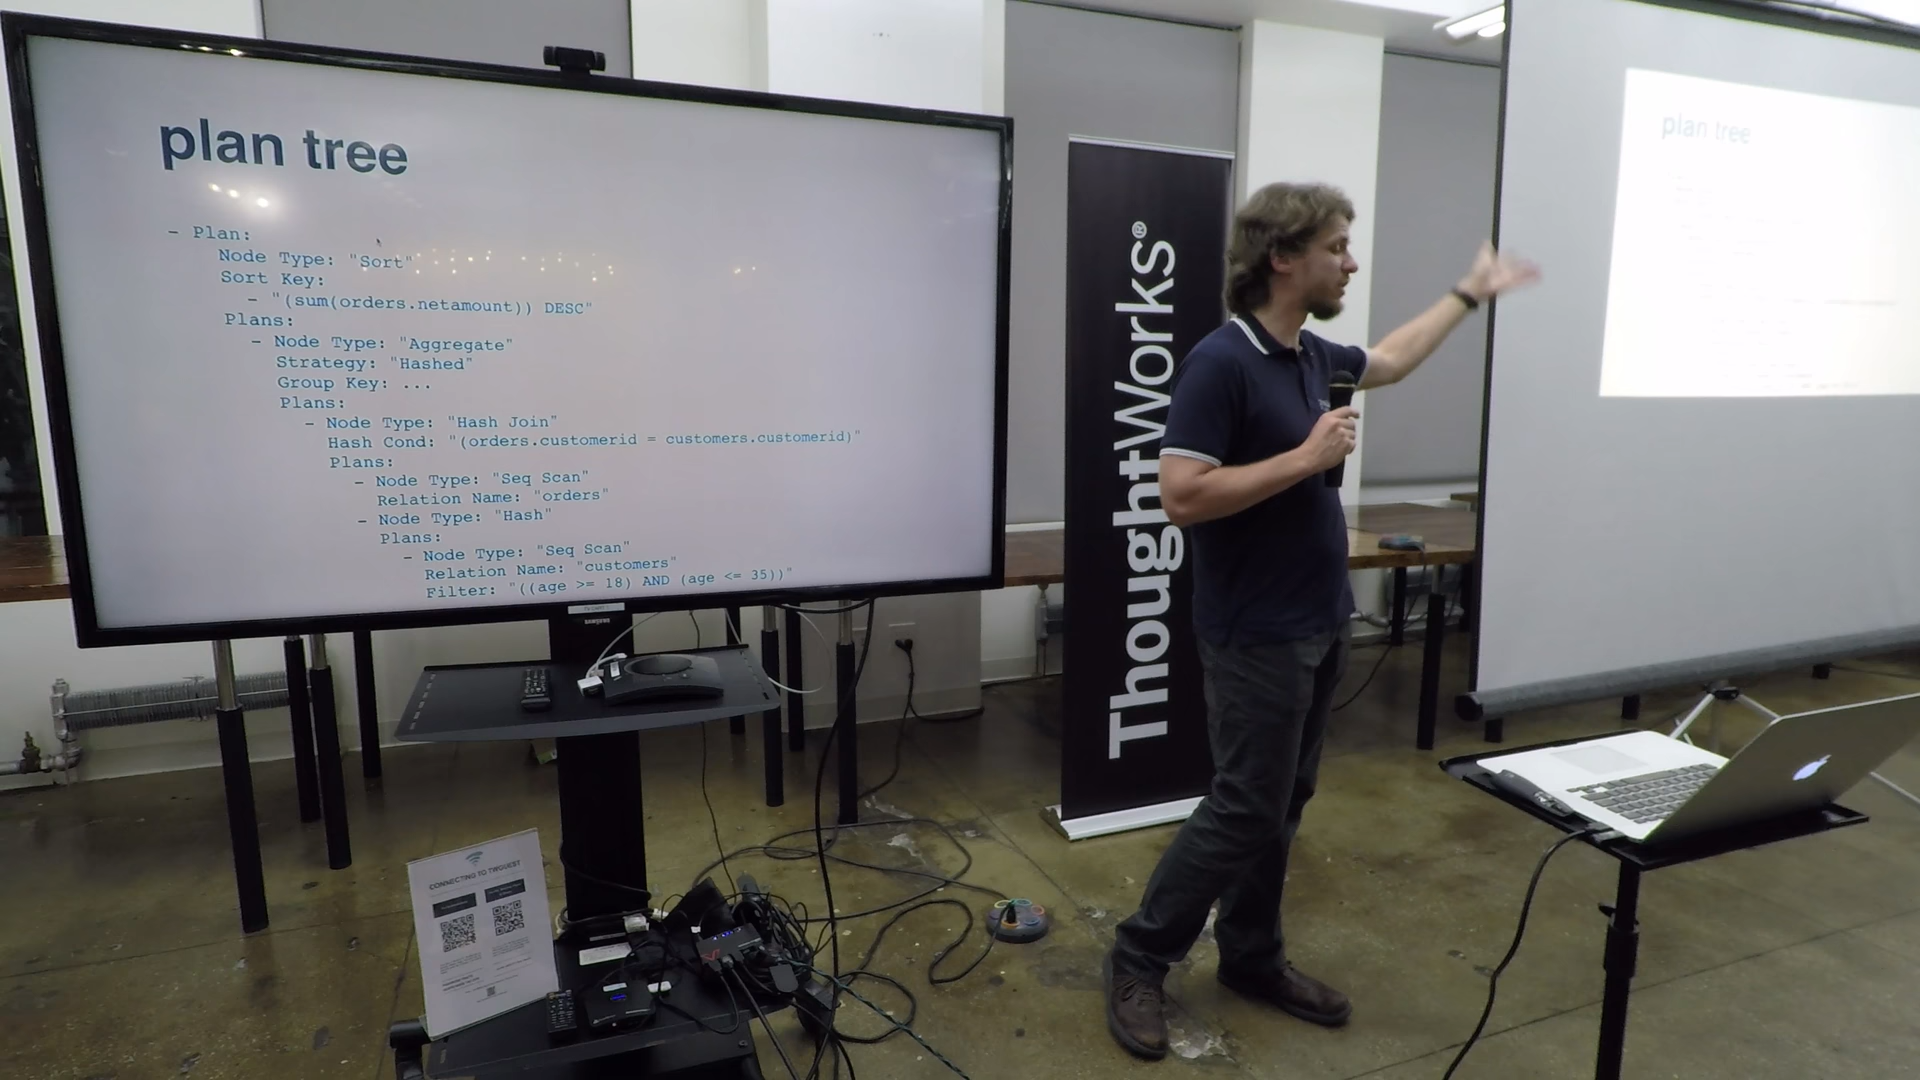 plan tree
- Plan:
Node Type: "Sort"
Sort Key:
- "(sum(orders.netamount)) DESC"
Plans:
- Node Type: "Aggregate"
Strategy: "Hashed"
Group Key: ...
Plans:
- Node Type: "Hash Join"
Hash Cond: "(orders.customerid = customers.customerid)"
Plans:
- Node Type: "Seq Scan"
Relation Name: "orders"
- Node Type: "Hash"
Plans:
- Node Type: "Seq Scan"
Relation Name: "customers"
Filter: "((age >= 18) AND (age <= 35))"
ThoughtWorks®
plan tree
CONNECTING TO TWGUEST